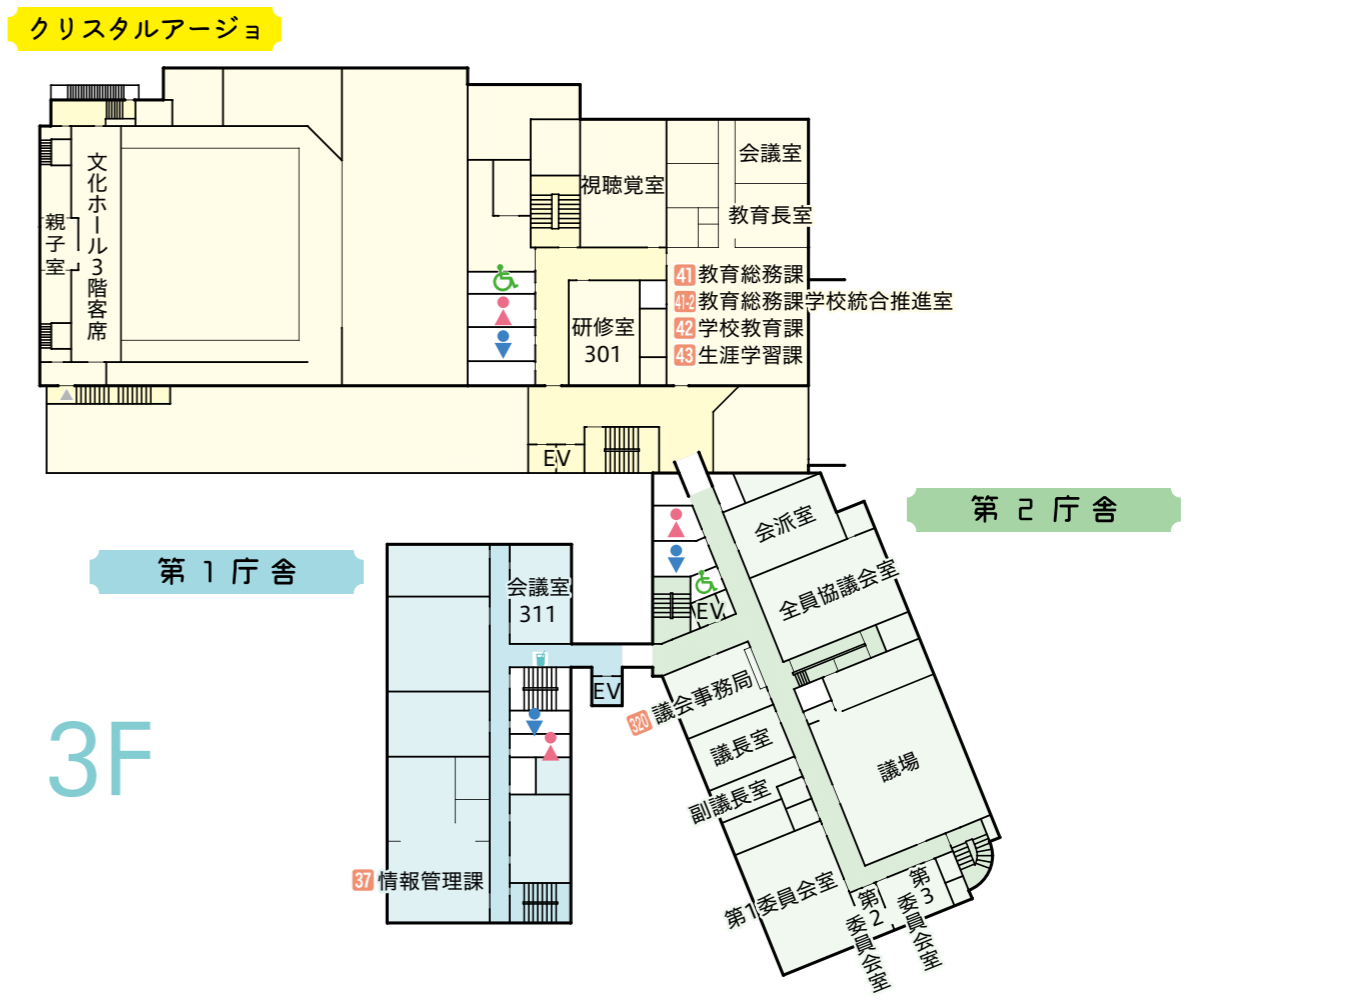 クリスタルアージョ
文化ホール3階客席
親子室
視聴覚室
会議室
教育長室
41 教育総務課
41-2 教育総務課学校統合推進室
42 学校教育課
43 生涯学習課
研修室
301
EV
第2庁舎
会派室
全員協議会室
EV
320 議会事務局
議長室
副議長室
議場
第1委員会室
第2
委員会室
第3
委員会室
第1庁舎
会議室
311
EV
37 情報管理課
3F